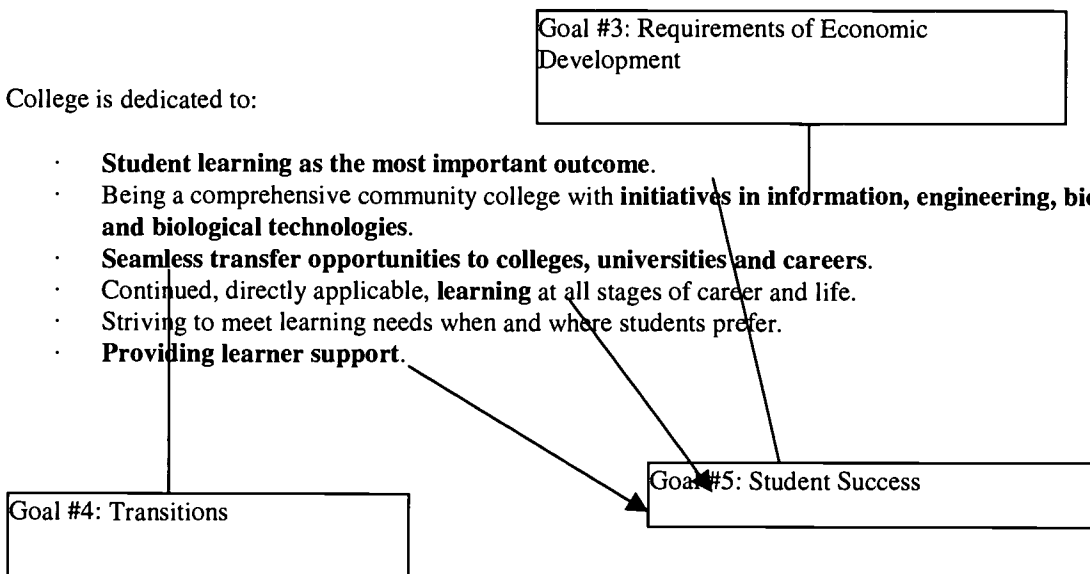 Goal #3: Requirements of Economic
Development
College is dedicated to:
· Student learning as the most important outcome.
· Being a comprehensive community college with initiatives in information, engineering,
and biological technologies.
· Seamless transfer opportunities to colleges, universities and careers.
· Continued, directly applicable, learning at all stages of career and life.
· Striving to meet learning needs when and where students prefer.
· Providing learner support.
Goal #5: Student Success
Goal #4: Transitions